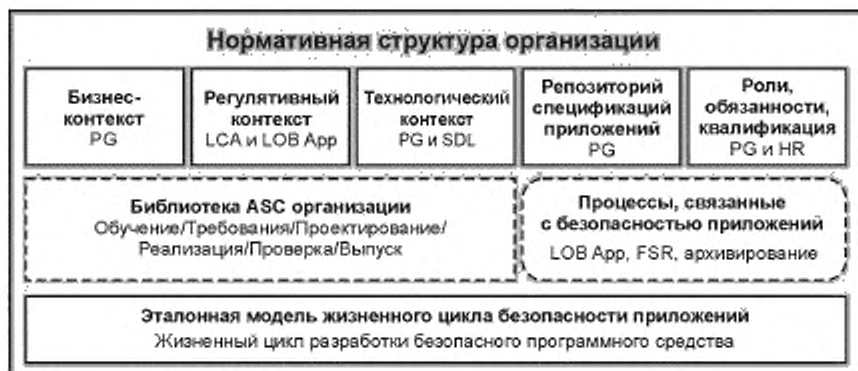 Нормативная структура организации
Бизнес-
контекст
PG
Регулятивный
контекст
LCA и LOB App
Технологический
контекст
PG и SDL
Репозиторий
спецификаций
приложений
PG
Роли,
обязанности,
квалификация
PG и HR
Библиотека ASC организации
Обучение/Требования/Проектирование/
Реализация/Проверка/Выпуск
Процессы, связанные
с безопасностью приложений
LOB App, FSR, архивирование
Эталонная модель жизненного цикла безопасности приложений
Жизненный цикл разработки безопасного программного средства